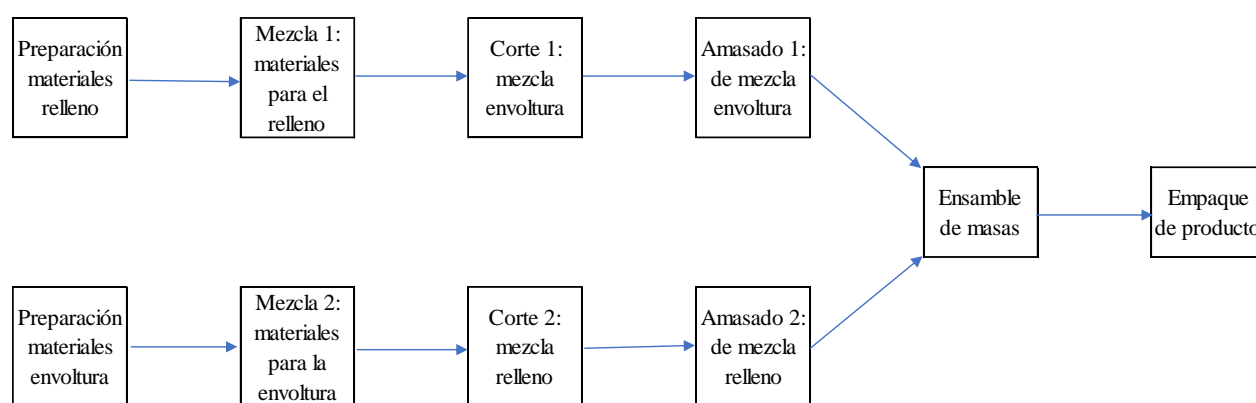 Preparación
materiales
relleno
Mezcla 1:
materiales
para el
relleno
Corte 1:
mezcla
envoltura
Amasado 1:
de mezcla
envoltura
Ensamble
de masas
Empaque
de producto
Preparación
materiales
envoltura
Mezcla 2:
materiales
para la
envoltura
Corte 2:
mezcla
relleno
Amasado 2:
de mezcla
relleno